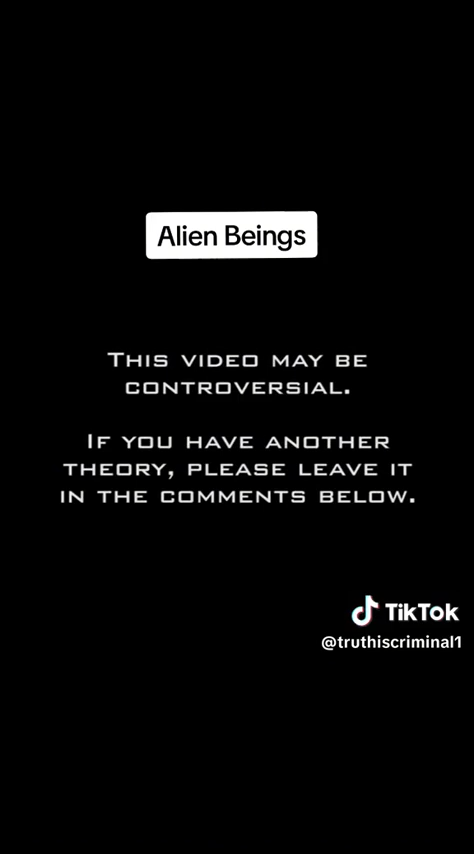 Alien Beings
THIS VIDEO MAY BE
CONTROVERSIAL.
IF YOU HAVE ANOTHER
THEORY, PLEASE LEAVE IT
IN THE COMMENTS BELOW.
TikTok
@truthiscriminal1